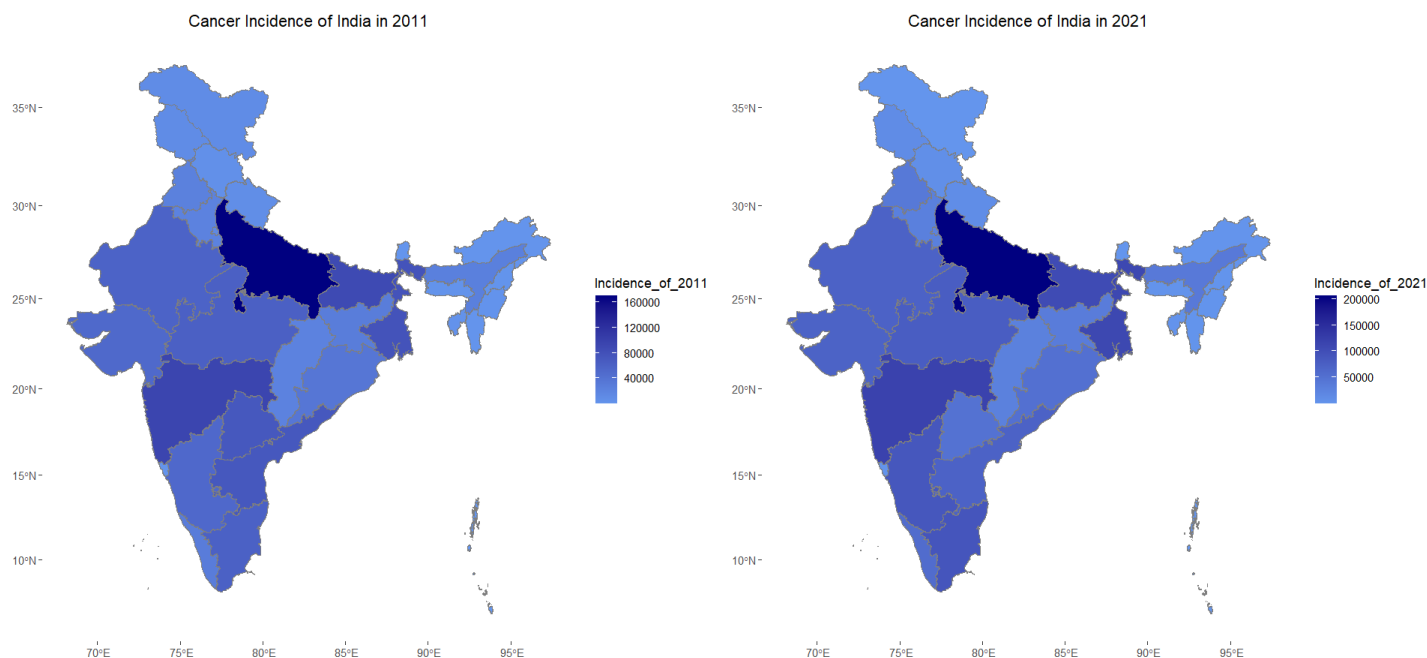 Cancer Incidence of India in 2011
35°N
30°N
25°N
20°N
15°N
10°N
70°E 75°E 80°E 85°E 90°E 95°E
Incidence_of_2011
160000
120000
80000
40000
Cancer Incidence of India in 2021
35°N
30°N
25°N
20°N
15°N
10°N
70°E 75°E 80°E 85°E 90°E 95°E
Incidence_of_2021
200000
150000
100000
50000